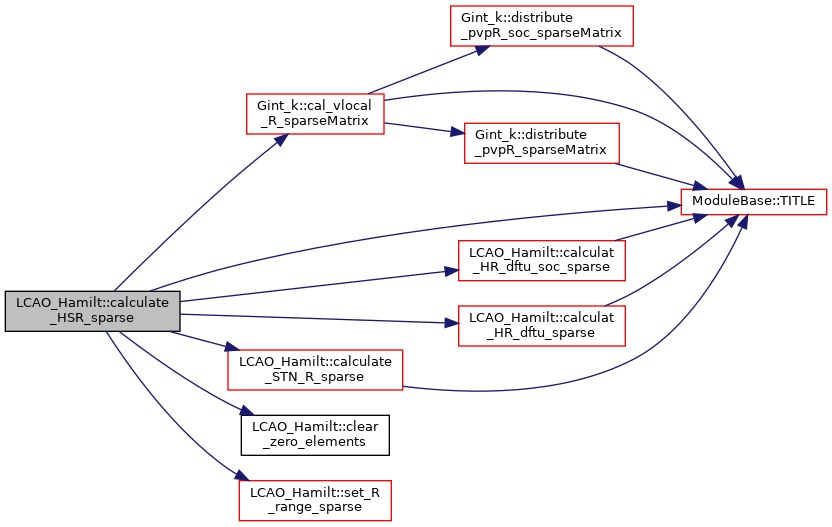 Gint_k::distribute
_pvpR_soc_sparseMatrix
Gint_k::cal_vlocal
_R_sparseMatrix
Gint_k::distribute
_pvpR_sparseMatrix
ModuleBase::TITLE
LCAO_Hamilt::calculat
_HR_dftu_soc_sparse
LCAO_Hamilt::calculate
_HSR_sparse
LCAO_Hamilt::calculat
_HR_dftu_sparse
LCAO_Hamilt::calculate
_STN_R_sparse
LCAO_Hamilt::clear
_zero_elements
LCAO_Hamilt::set_R
_range_sparse